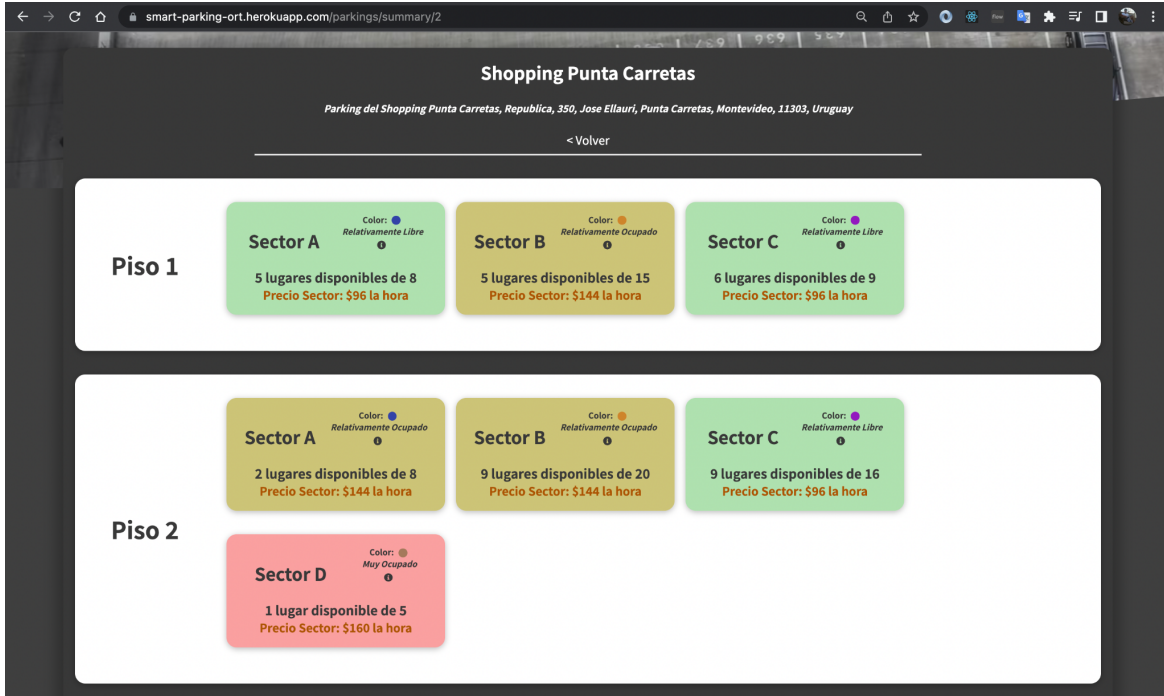 smart-parking-ort.herokuapp.com/parkings/summary/2
Shopping Punta Carretas
Parking del Shopping Punta Carretas, Republica, 350, Jose Ellauri, Punta Carretas, Montevideo, 11303, Uruguay
< Volver
Piso 1
Sector A
Color:
Relativamente Libre
5 lugares disponibles de 8
Precio Sector: $96 la hora
Sector B
Color:
Relativamente Ocupado
5 lugares disponibles de 15
Precio Sector: $144 la hora
Sector C
Color:
Relativamente Libre
6 lugares disponibles de 9
Precio Sector: $96 la hora
Piso 2
Sector A
Color:
Relativamente Ocupado
2 lugares disponibles de 8
Precio Sector: $144 la hora
Sector B
Color:
Relativamente Ocupado
9 lugares disponibles de 20
Precio Sector: $144 la hora
Sector C
Color:
Relativamente Libre
9 lugares disponibles de 16
Precio Sector: $96 la hora
Sector D
Color:
Muy Ocupado
1 lugar disponible de 5
Precio Sector: $160 la hora